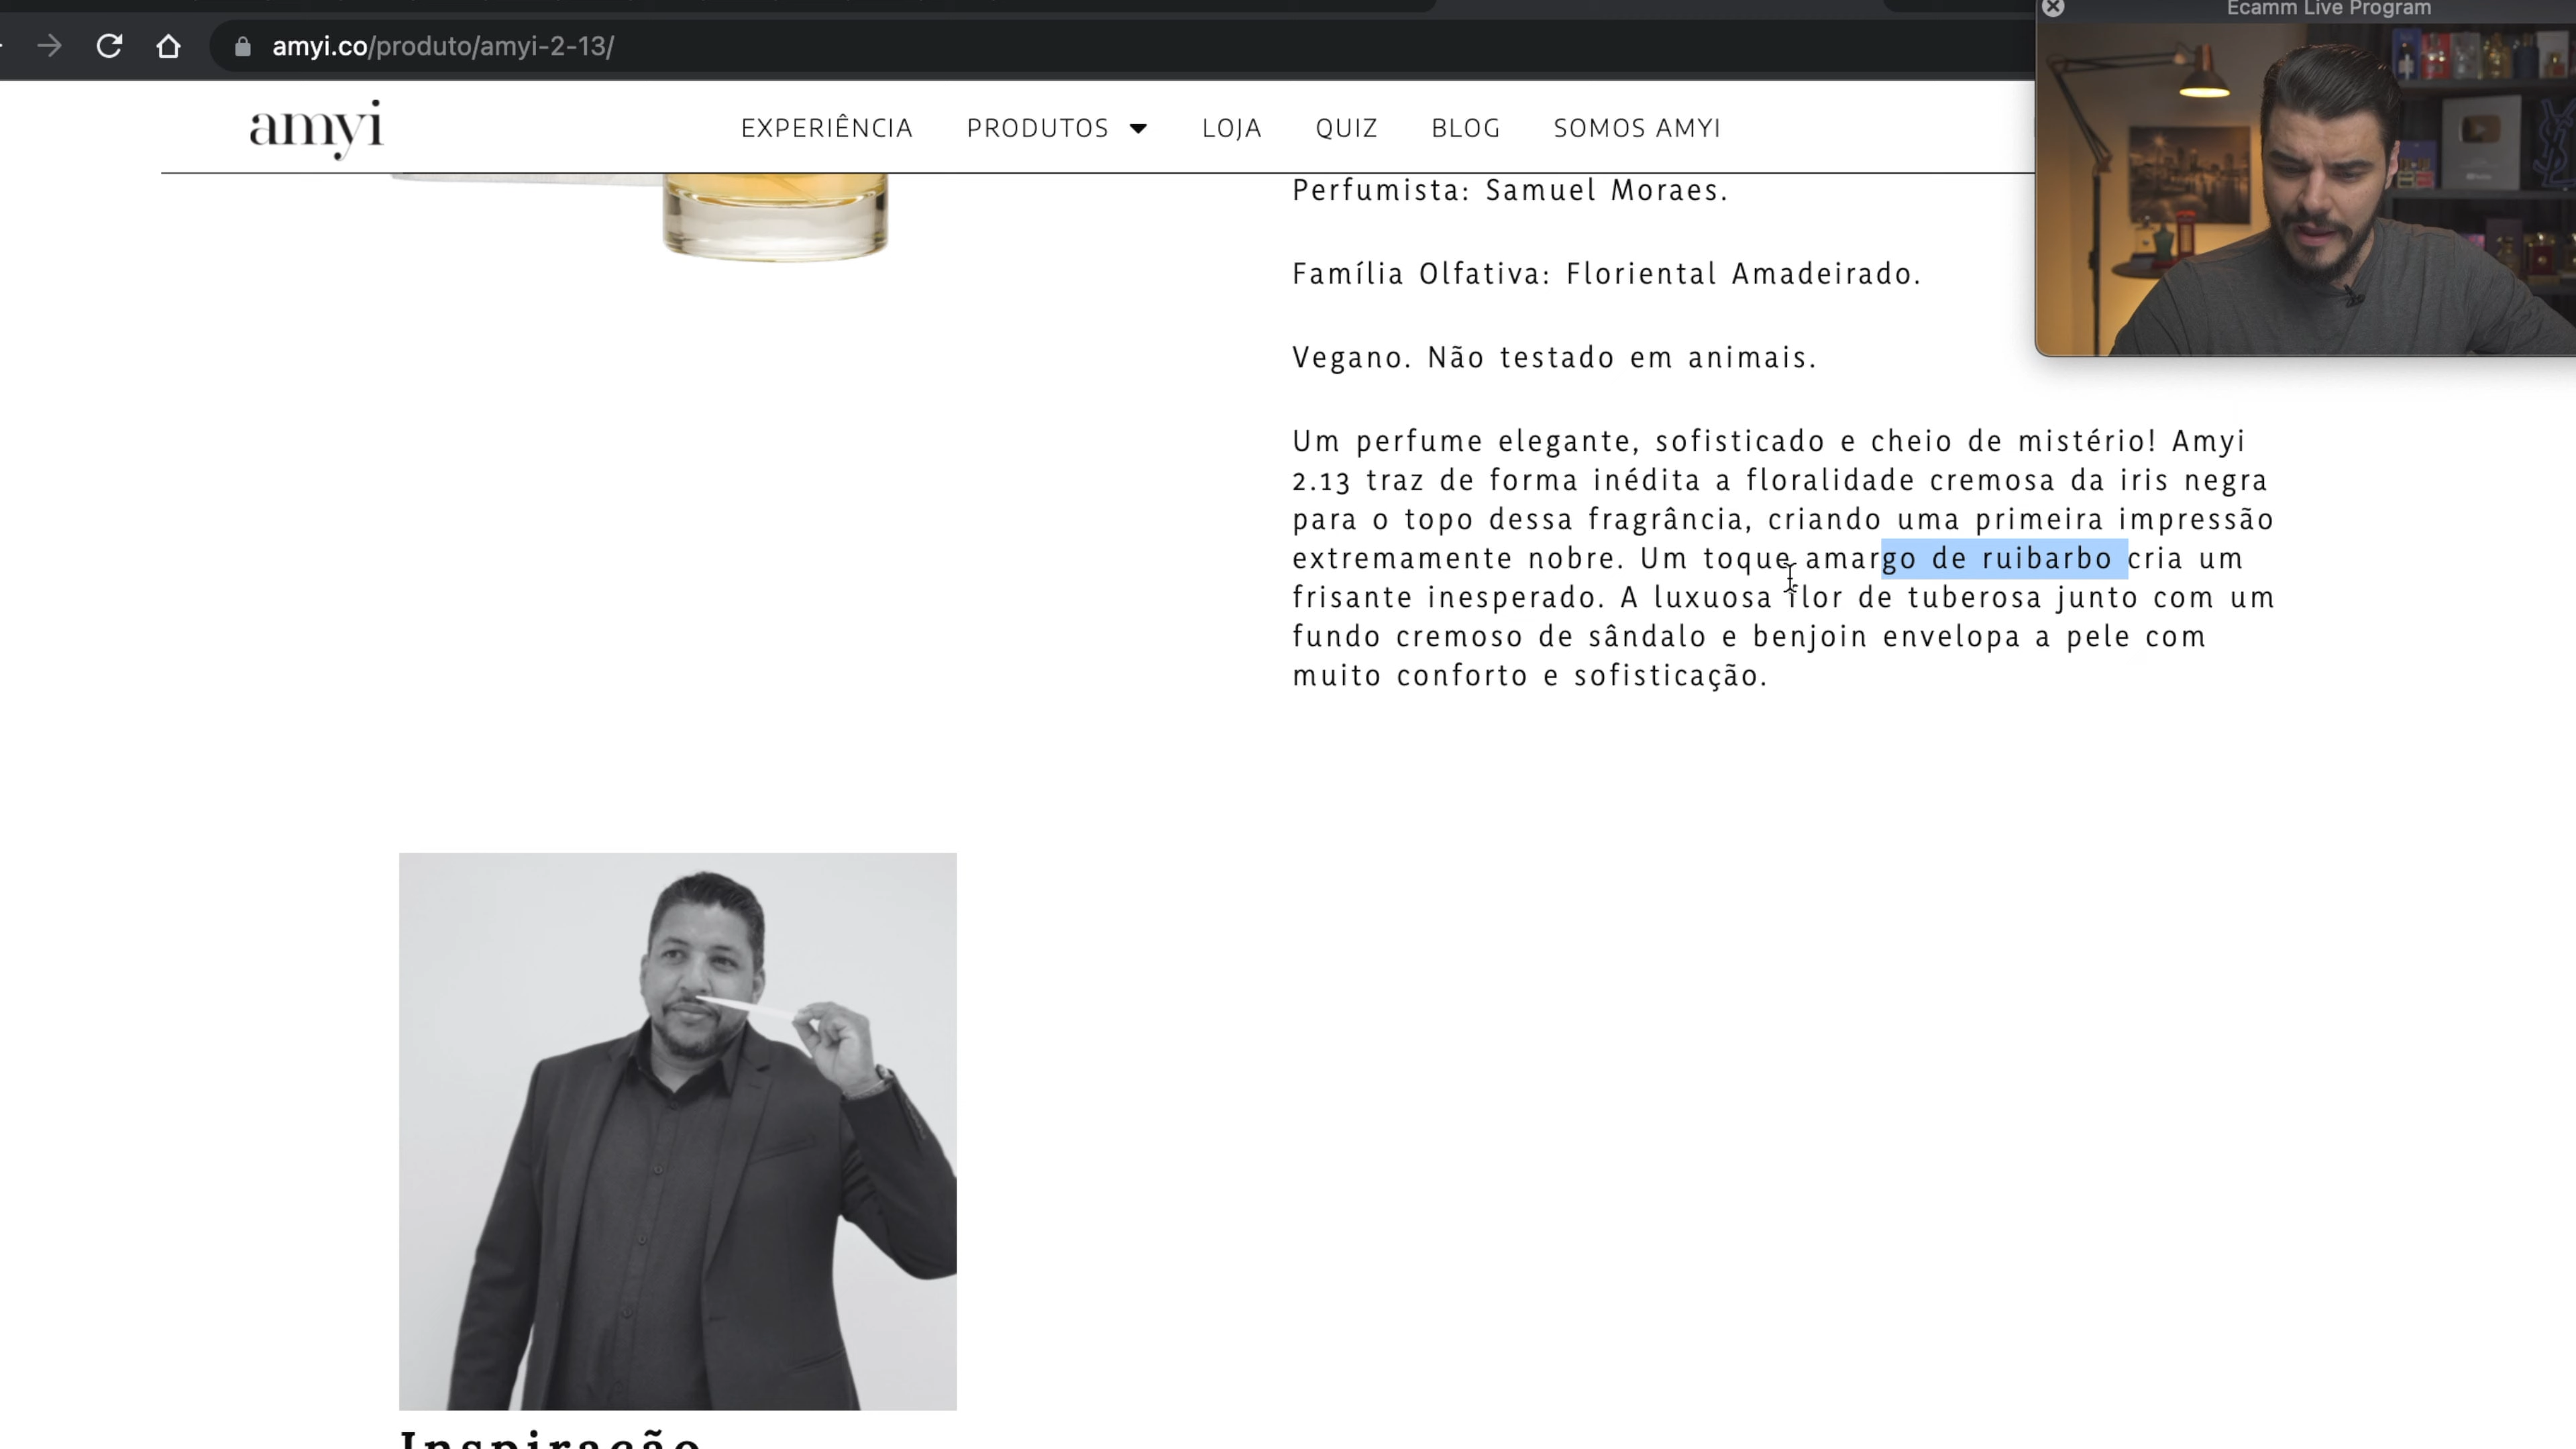 Ecamm Live Program
amyi.co/produto/amyi-2-13/
amyi
EXPERIÊNCIA
PRODUTOS
LOJA
QUIZ
BLOG
SOMOS AMYI
Perfumista: Samuel Moraes.
Família Olfativa: Floriental Amadeirado.
Vegano. Não testado em animais.
Um perfume elegante, sofisticado e cheio de mistério! Amyi
2.13 traz de forma inédita a floralidade cremosa da iris negra
para o topo dessa fragrância, criando uma primeira impressão
extremamente nobre. Um toque amargo de ruibarbo cria um
frisante inesperado. A luxuosa flor de tuberosa junto com um
fundo cremoso de sândalo e benjoin envelopa a pele com
muito conforto e sofisticação.
Inspiração